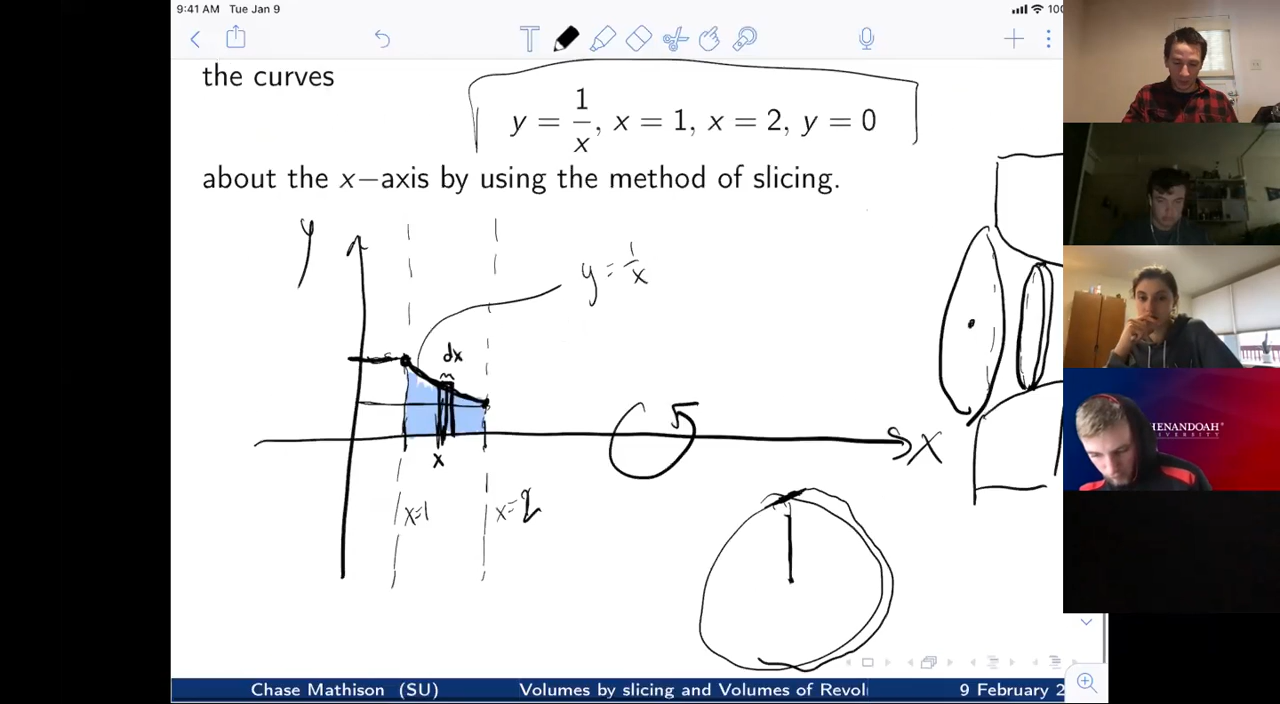 9:41 AM Tue Jan 9
the curves
y = 1/x, x = 1, x = 2, y = 0
about the x−axis by using the method of slicing.
y
y = 1/x
dx
x
x
x=1
x=2
HENANDOAH
Chase Mathison (SU) Volumes by slicing and Volumes of Revol 9 February 2